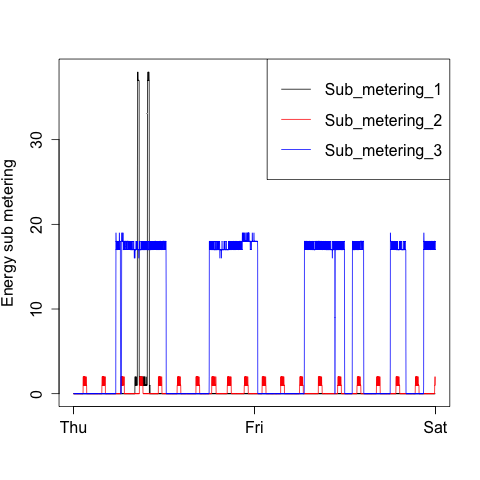 Sub_metering_1
Sub_metering_2
Sub_metering_3
Energy sub metering
30
20
10
0
Thu
Fri
Sat